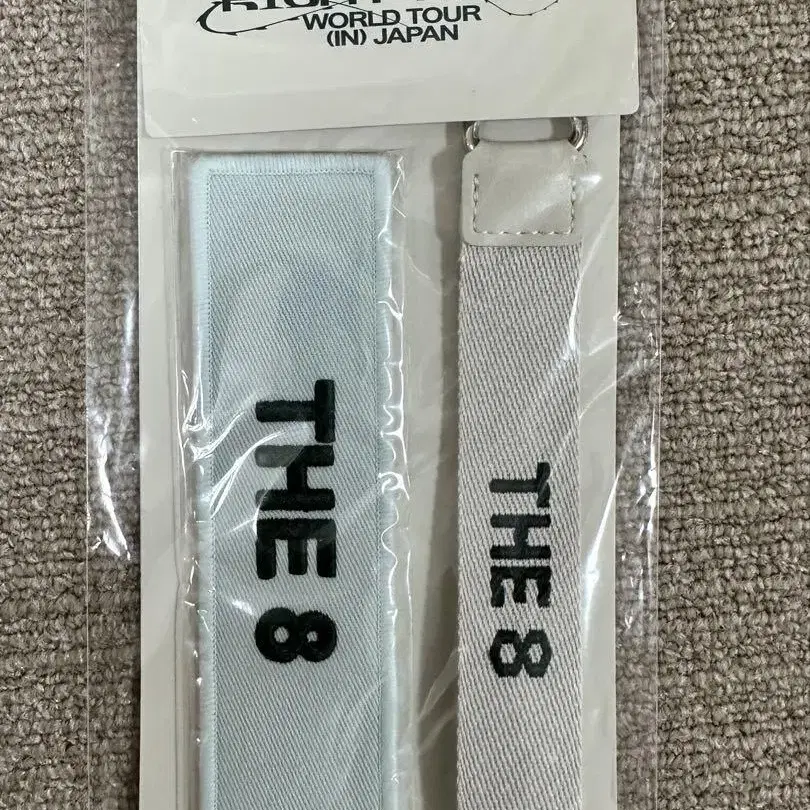 WORLD TOUR
(IN) JAPAN
THE 8
THE 8